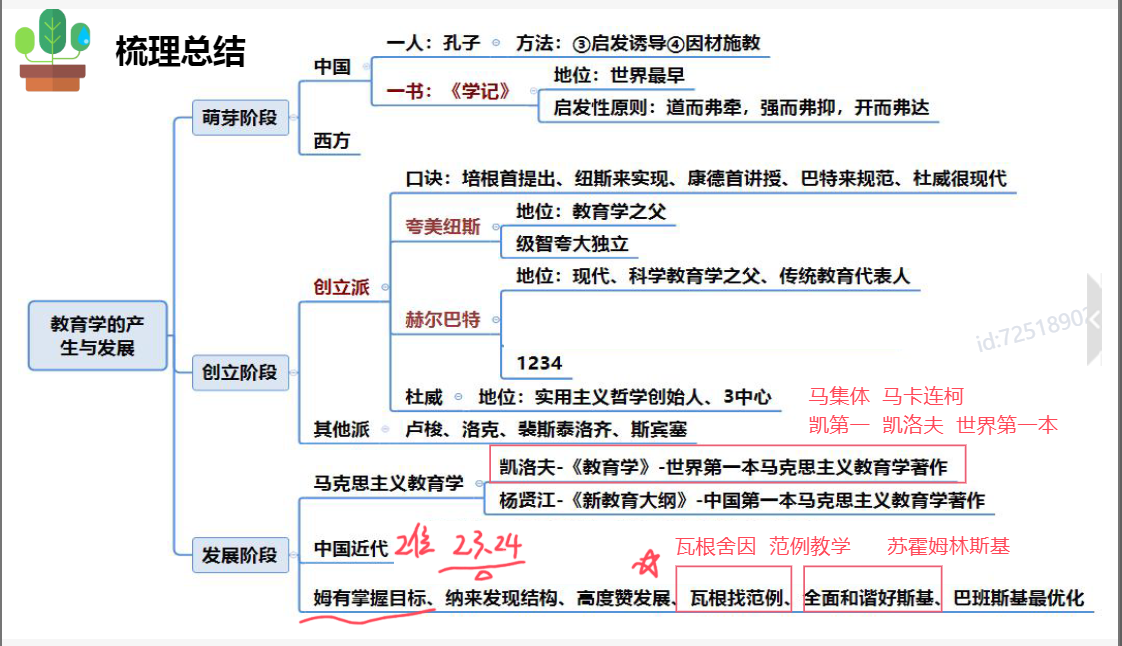 梳理总结
教育学的产
生与发展
萌芽阶段
中国
一人：孔子
方法：③启发诱导④因材施教
一书：《学记》
地位：世界最早
启发性原则：道而弗牵，强而弗抑，开而弗达
西方
创立阶段
创立派
口诀：培根首提出、纽斯来实现、康德首讲授、巴特来规范、杜威很现代
夸美纽斯
地位：教育学之父
级智夸大独立
赫尔巴特
地位：现代、科学教育学之父、传统教育代表人
1234
杜威
地位：实用主义哲学创始人、3中心
其他派
卢梭、洛克、裴斯泰洛齐、斯宾塞
id:7251890
马集体 马卡连柯
凯第一 凯洛夫 世界第一本
发展阶段
马克思主义教育学
凯洛夫-《教育学》-世界第一本马克思主义教育学著作
杨贤江-《新教育大纲》-中国第一本马克思主义教育学著作
中国近代
2位 23、24
瓦根舍因 范例教学 苏霍姆林斯基
姆有掌握目标、纳来发现结构、高度赞发展、瓦根找范例、全面和谐好斯基、巴班斯基最优化